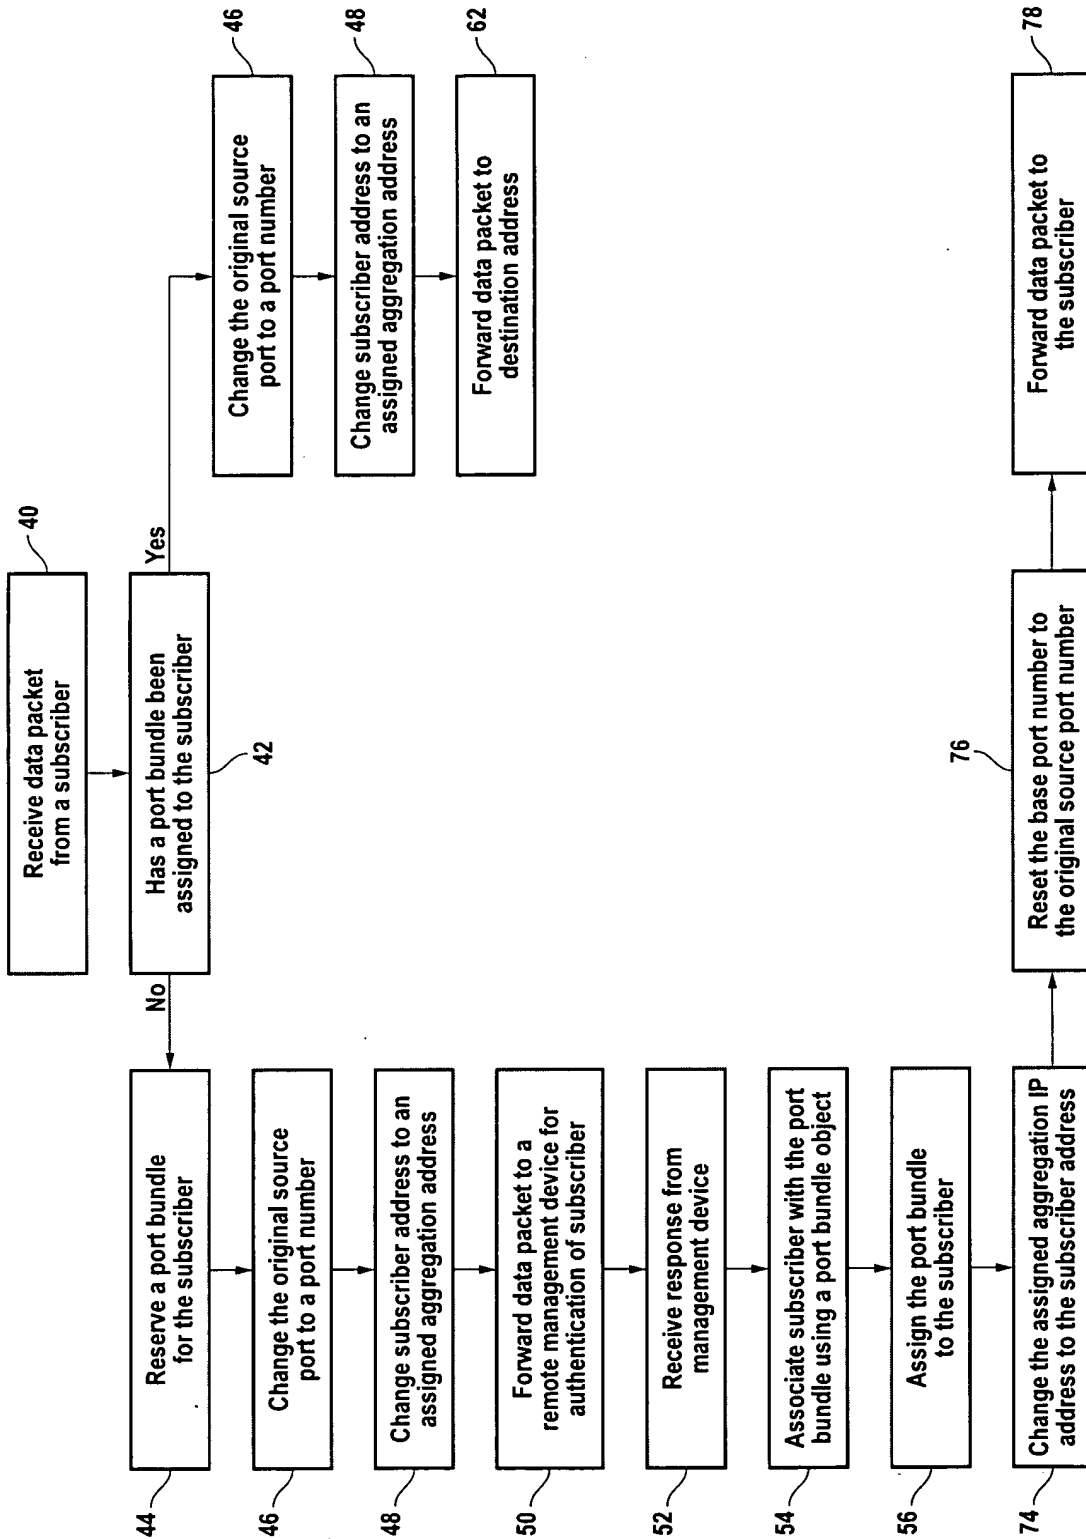 40
Receive data packet
from a subscriber
Has a port bundle been
assigned to the subscriber
42
Yes
No
Change the original source
port to a port number
46
Change subscriber address to an
assigned aggregation address
48
Forward data packet to
destination address
62
44
Reserve a port bundle
for the subscriber
46
Change the original source
port to a port number
48
Change subscriber address to an
assigned aggregation address
50
Forward data packet to a
remote management device for
authentication of subscriber
52
Receive response from
management device
54
Associate subscriber with the port
bundle using a port bundle object
56
Assign the port bundle
to the subscriber
74
Change the assigned aggregation IP
address to the subscriber address
76
Reset the base port number to
the original source port number
78
Forward data packet to
the subscriber